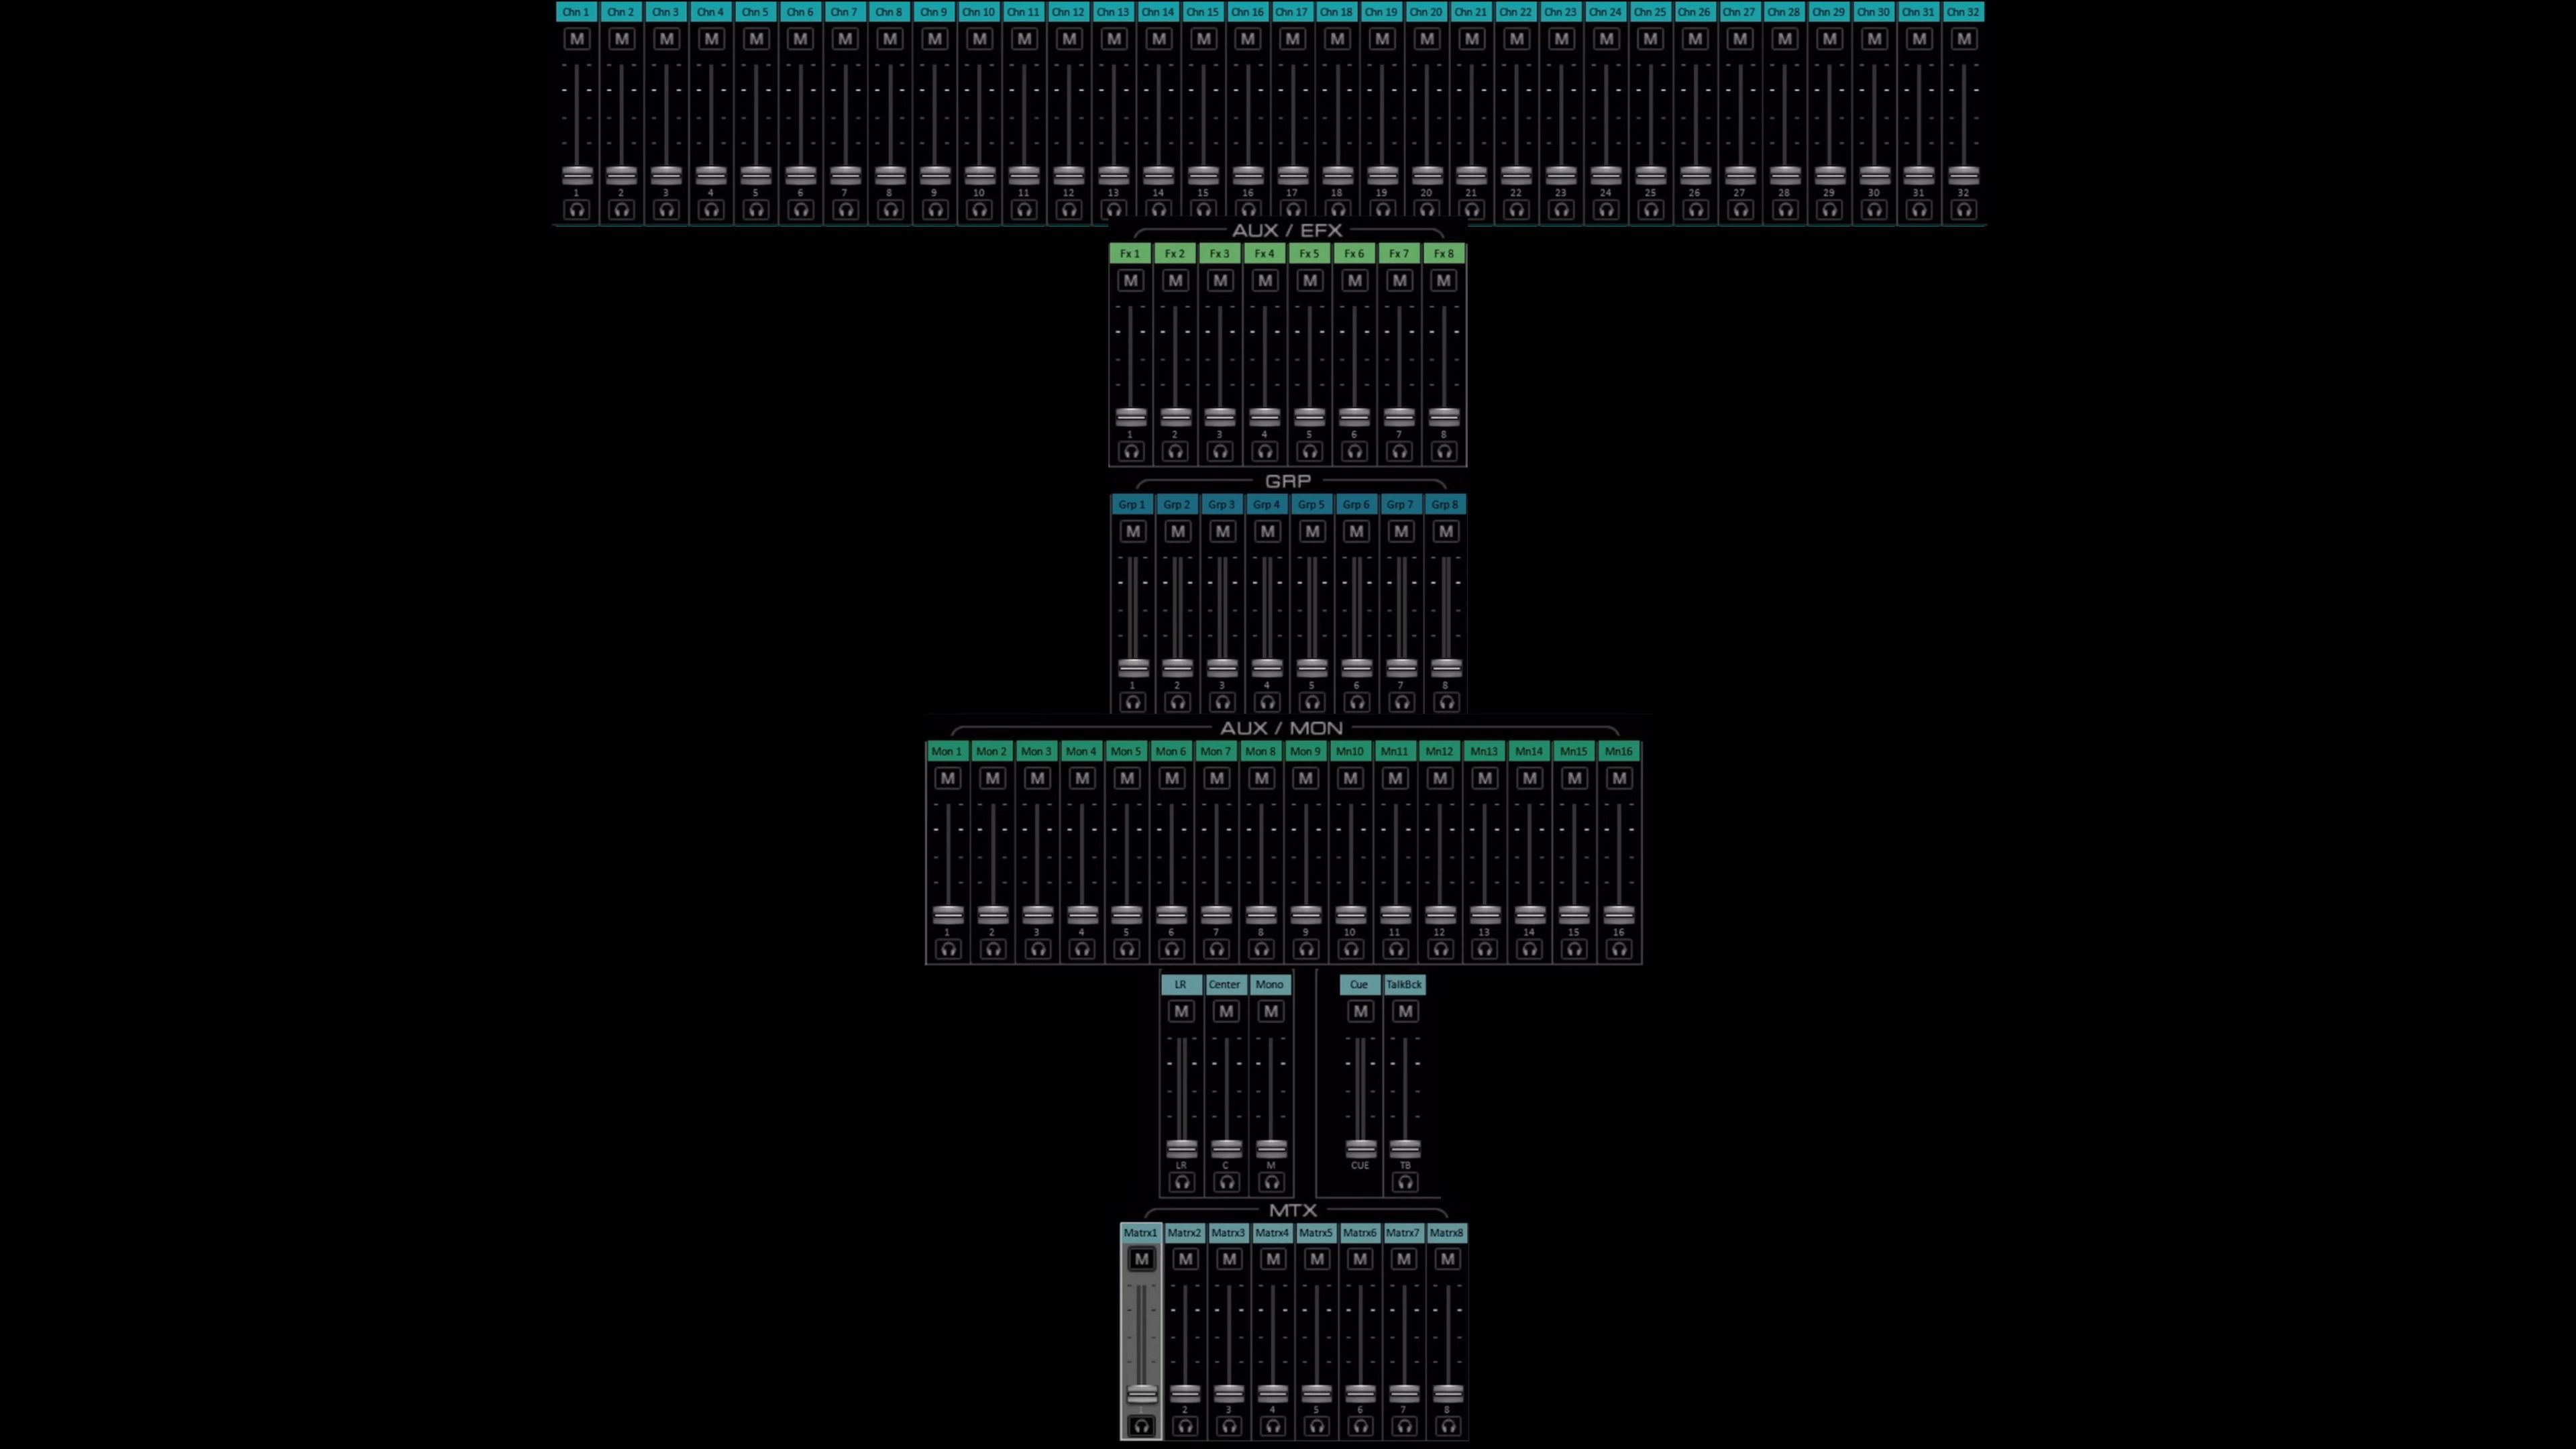 Chn 1 Chn 2 Chn 3 Chn 4 Chn 5 Chn 6 Chn 7 Chn 8 Chn 9 Chn 10 Chn 11 Chn 12 Chn 13 Chn 14 Chn 15 Chn 16 Chn 17 Chn 18 Chn 19 Chn 20 Chn 21 Chn 22 Chn 23 Chn 24 Chn 25 Chn 26 Chn 27 Chn 28 Chn 29 Chn 30 Chn 31 Chn 32
M M M M M M M M M M M M M M M M M M M M M M M M M M M M M M M M
1 2 3 4 5 6 7 8 9 10 11 12 13 14 15 16 17 18 19 20 21 22 23 24 25 26 27 28 29 30 31 32
AUX / EFX
Fx 1 Fx 2 Fx 3 Fx 4 Fx 5 Fx 6 Fx 7 Fx 8
M M M M M M M M
1 2 3 4 5 6 7 8
GRP
Grp 1 Grp 2 Grp 3 Grp 4 Grp 5 Grp 6 Grp 7 Grp 8
M M M M M M M M
1 2 3 4 5 6 7 8
AUX / MON
Mon 1 Mon 2 Mon 3 Mon 4 Mon 5 Mon 6 Mon 7 Mon 8 Mon 9 Mn10 Mn11 Mn12 Mn13 Mn14 Mn15 Mn16
M M M M M M M M M M M M M M M M
1 2 3 4 5 6 7 8 9 10 11 12 13 14 15 16
LR Center Mono Cue TalkBck
M M M M M
LR C M CUE TB
MTX
Matrx1 Matrx2 Matrx3 Matrx4 Matrx5 Matrx6 Matrx7 Matrx8
M M M M M M M M
1 2 3 4 5 6 7 8